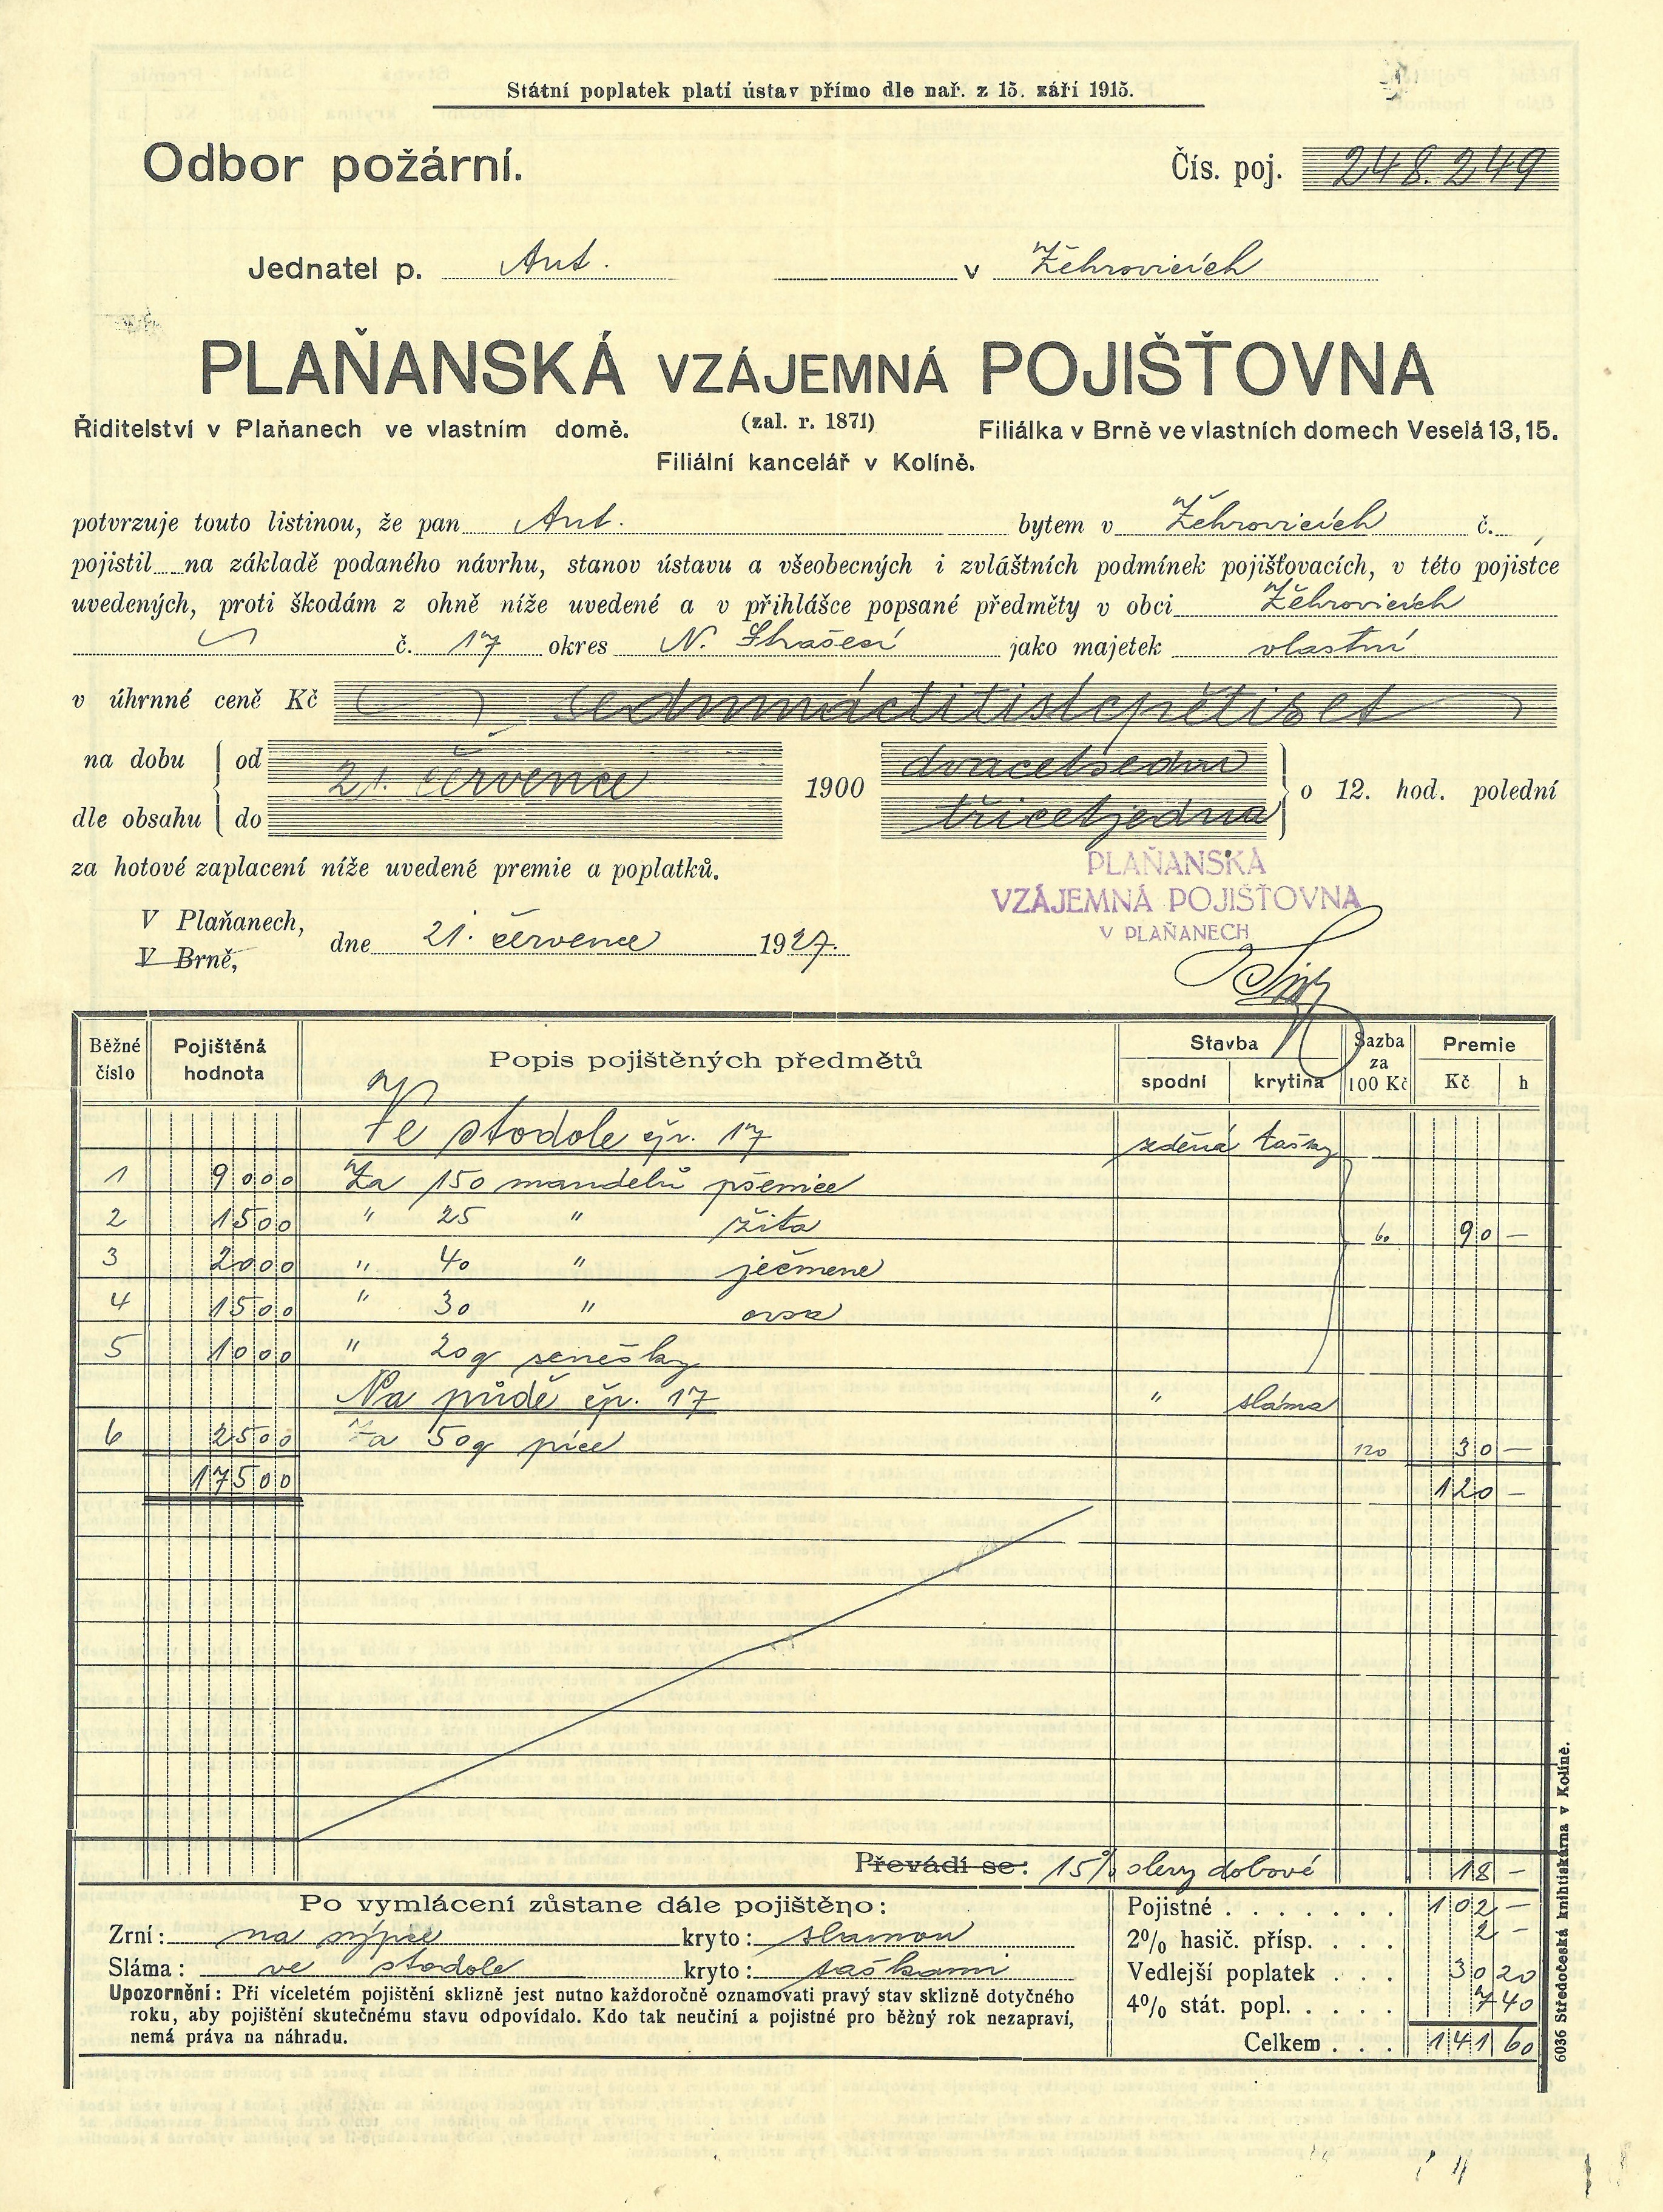 Státní poplatek platí ústav přímo dle nař. z 15. září 1915.
Odbor požární.
Čís. poj. 248.249
Jednatel p. Ant. v Žěhrovicích
PLAŇANSKÁ VZÁJEMNÁ POJIŠŤOVNA
Řiditelství v Plaňanech ve vlastním domě. (zal. r. 1871) Filiálka v Brně ve vlastních domech Veselá 13, 15.
Filiální kancelář v Kolíně.
potvrzuje touto listinou, že pan Ant. bytem v Žěhrovicích č.
pojistil na základě podaného návrhu, stanov ústavu a všeobecných i zvláštních podmínek pojišťovacích, v této pojistce
uvedených, proti škodám z ohně níže uvedené a v přihlášce popsané předměty v obci Žěhrovicích
č. 17 okres N. Strašecí jako majetek vlastní
v úhrnné ceně Kč sedmnácttisícpětiset
na dobu od 21. července 1900 dvacetsedm o 12. hod. polední
dle obsahu do třicetjedna
za hotové zaplacení níže uvedené premie a poplatků.
PLAŇANSKÁ
VZÁJEMNÁ POJIŠŤOVNA
V PLAŇANECH
V Plaňanech,
V Brně,
dne 21. července 1927.
Běžné číslo Pojištěná hodnota Popis pojištěných předmětů Stavba spodní krytina Sazba za 100 Kč Premie Kč h
Ve stodole čp. 17 zděná tašky
1 9000 Za 150 mandelů pšenice
2 1500 " 25 " žita 60 90 —
3 2000 " 40 " ječmene
4 1500 " 30 " ovsa
5 1000 " 20 q senešky
Na půdě čp. 17 " sláma
6 2500 Za 50 q píce 120 30 —
17500 120 —
Převádí se: 15% slevy dobové 18 —
Po vymlácení zůstane dále pojištěno:
Zrní: na sýpce kryto: slamou
Sláma: ve stodole kryto: taškami
Upozornění: Při víceletém pojištění sklizně jest nutno každoročně oznamovati pravý stav sklizně dotyčného
roku, aby pojištění skutečnému stavu odpovídalo. Kdo tak neučiní a pojistné pro běžný rok nezapraví,
nemá práva na náhradu.
Pojistné . . . . . . . 102 —
2% hasič. přísp. . . . 2 —
Vedlejší poplatek . . . 30 20
4% stát. popl. . . . . 7 40
Celkem . . . 141 60
6036 Středočeská knihtiskárna v Kolíně.